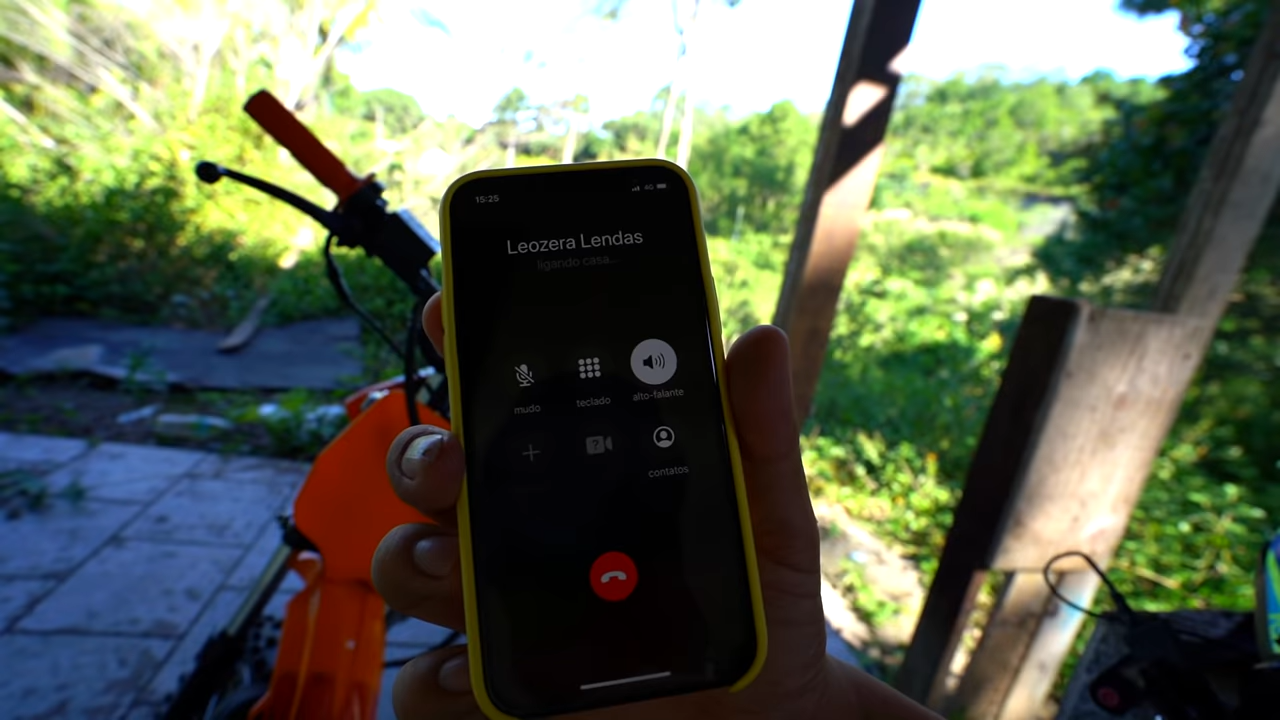 15:25
4G
Leozera Lendas
ligando casa...
mudo
teclado
alto-falante
contatos